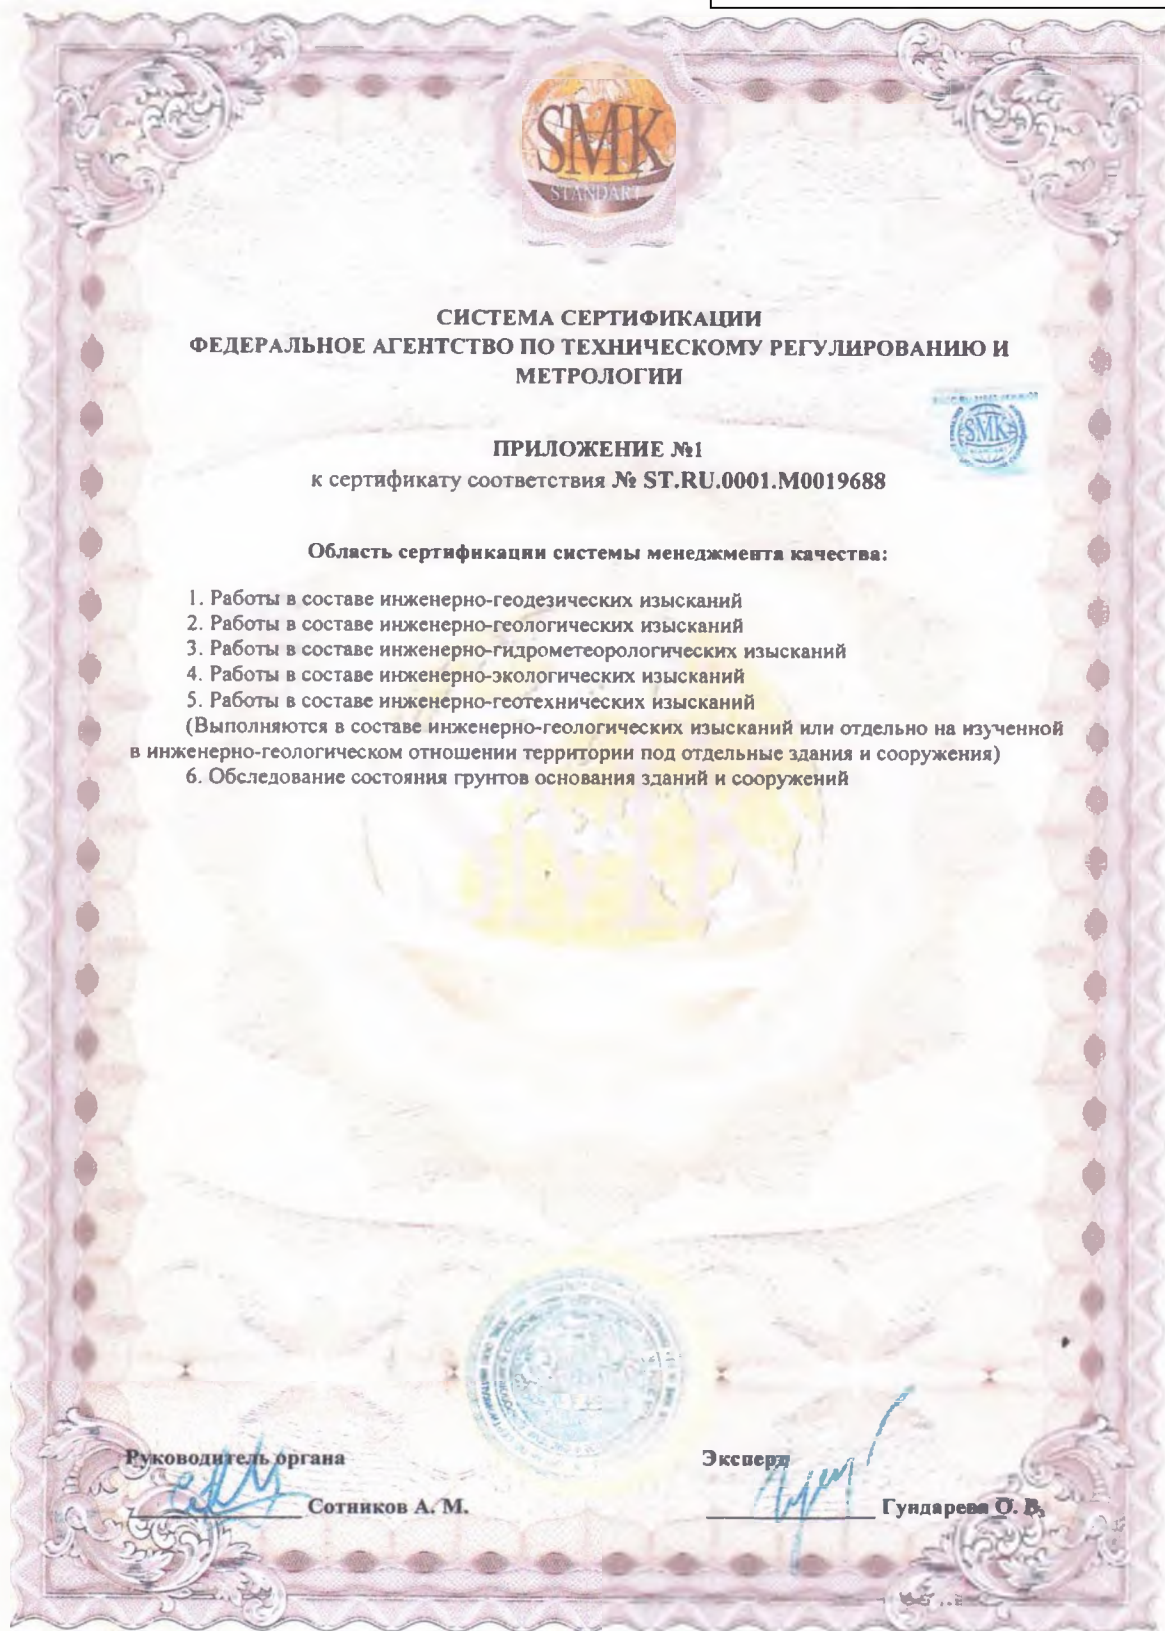 SMK
STANDART
СИСТЕМА СЕРТИФИКАЦИИ
ФЕДЕРАЛЬНОЕ АГЕНТСТВО ПО ТЕХНИЧЕСКОМУ РЕГУЛИРОВАНИЮ И
МЕТРОЛОГИИ
SMK
ПРИЛОЖЕНИЕ №1
к сертификату соответствия № ST.RU.0001.M0019688
Область сертификации системы менеджмента качества:
1. Работы в составе инженерно-геодезических изысканий
2. Работы в составе инженерно-геологических изысканий
3. Работы в составе инженерно-гидрометеорологических изысканий
4. Работы в составе инженерно-экологических изысканий
5. Работы в составе инженерно-геотехнических изысканий
(Выполняются в составе инженерно-геологических изысканий или отдельно на изученной
в инженерно-геологическом отношении территории под отдельные здания и сооружения)
6. Обследование состояния грунтов основания зданий и сооружений
SMK
Руководитель органа
Сотников А. М.
Эксперт
Гундарева О. В.